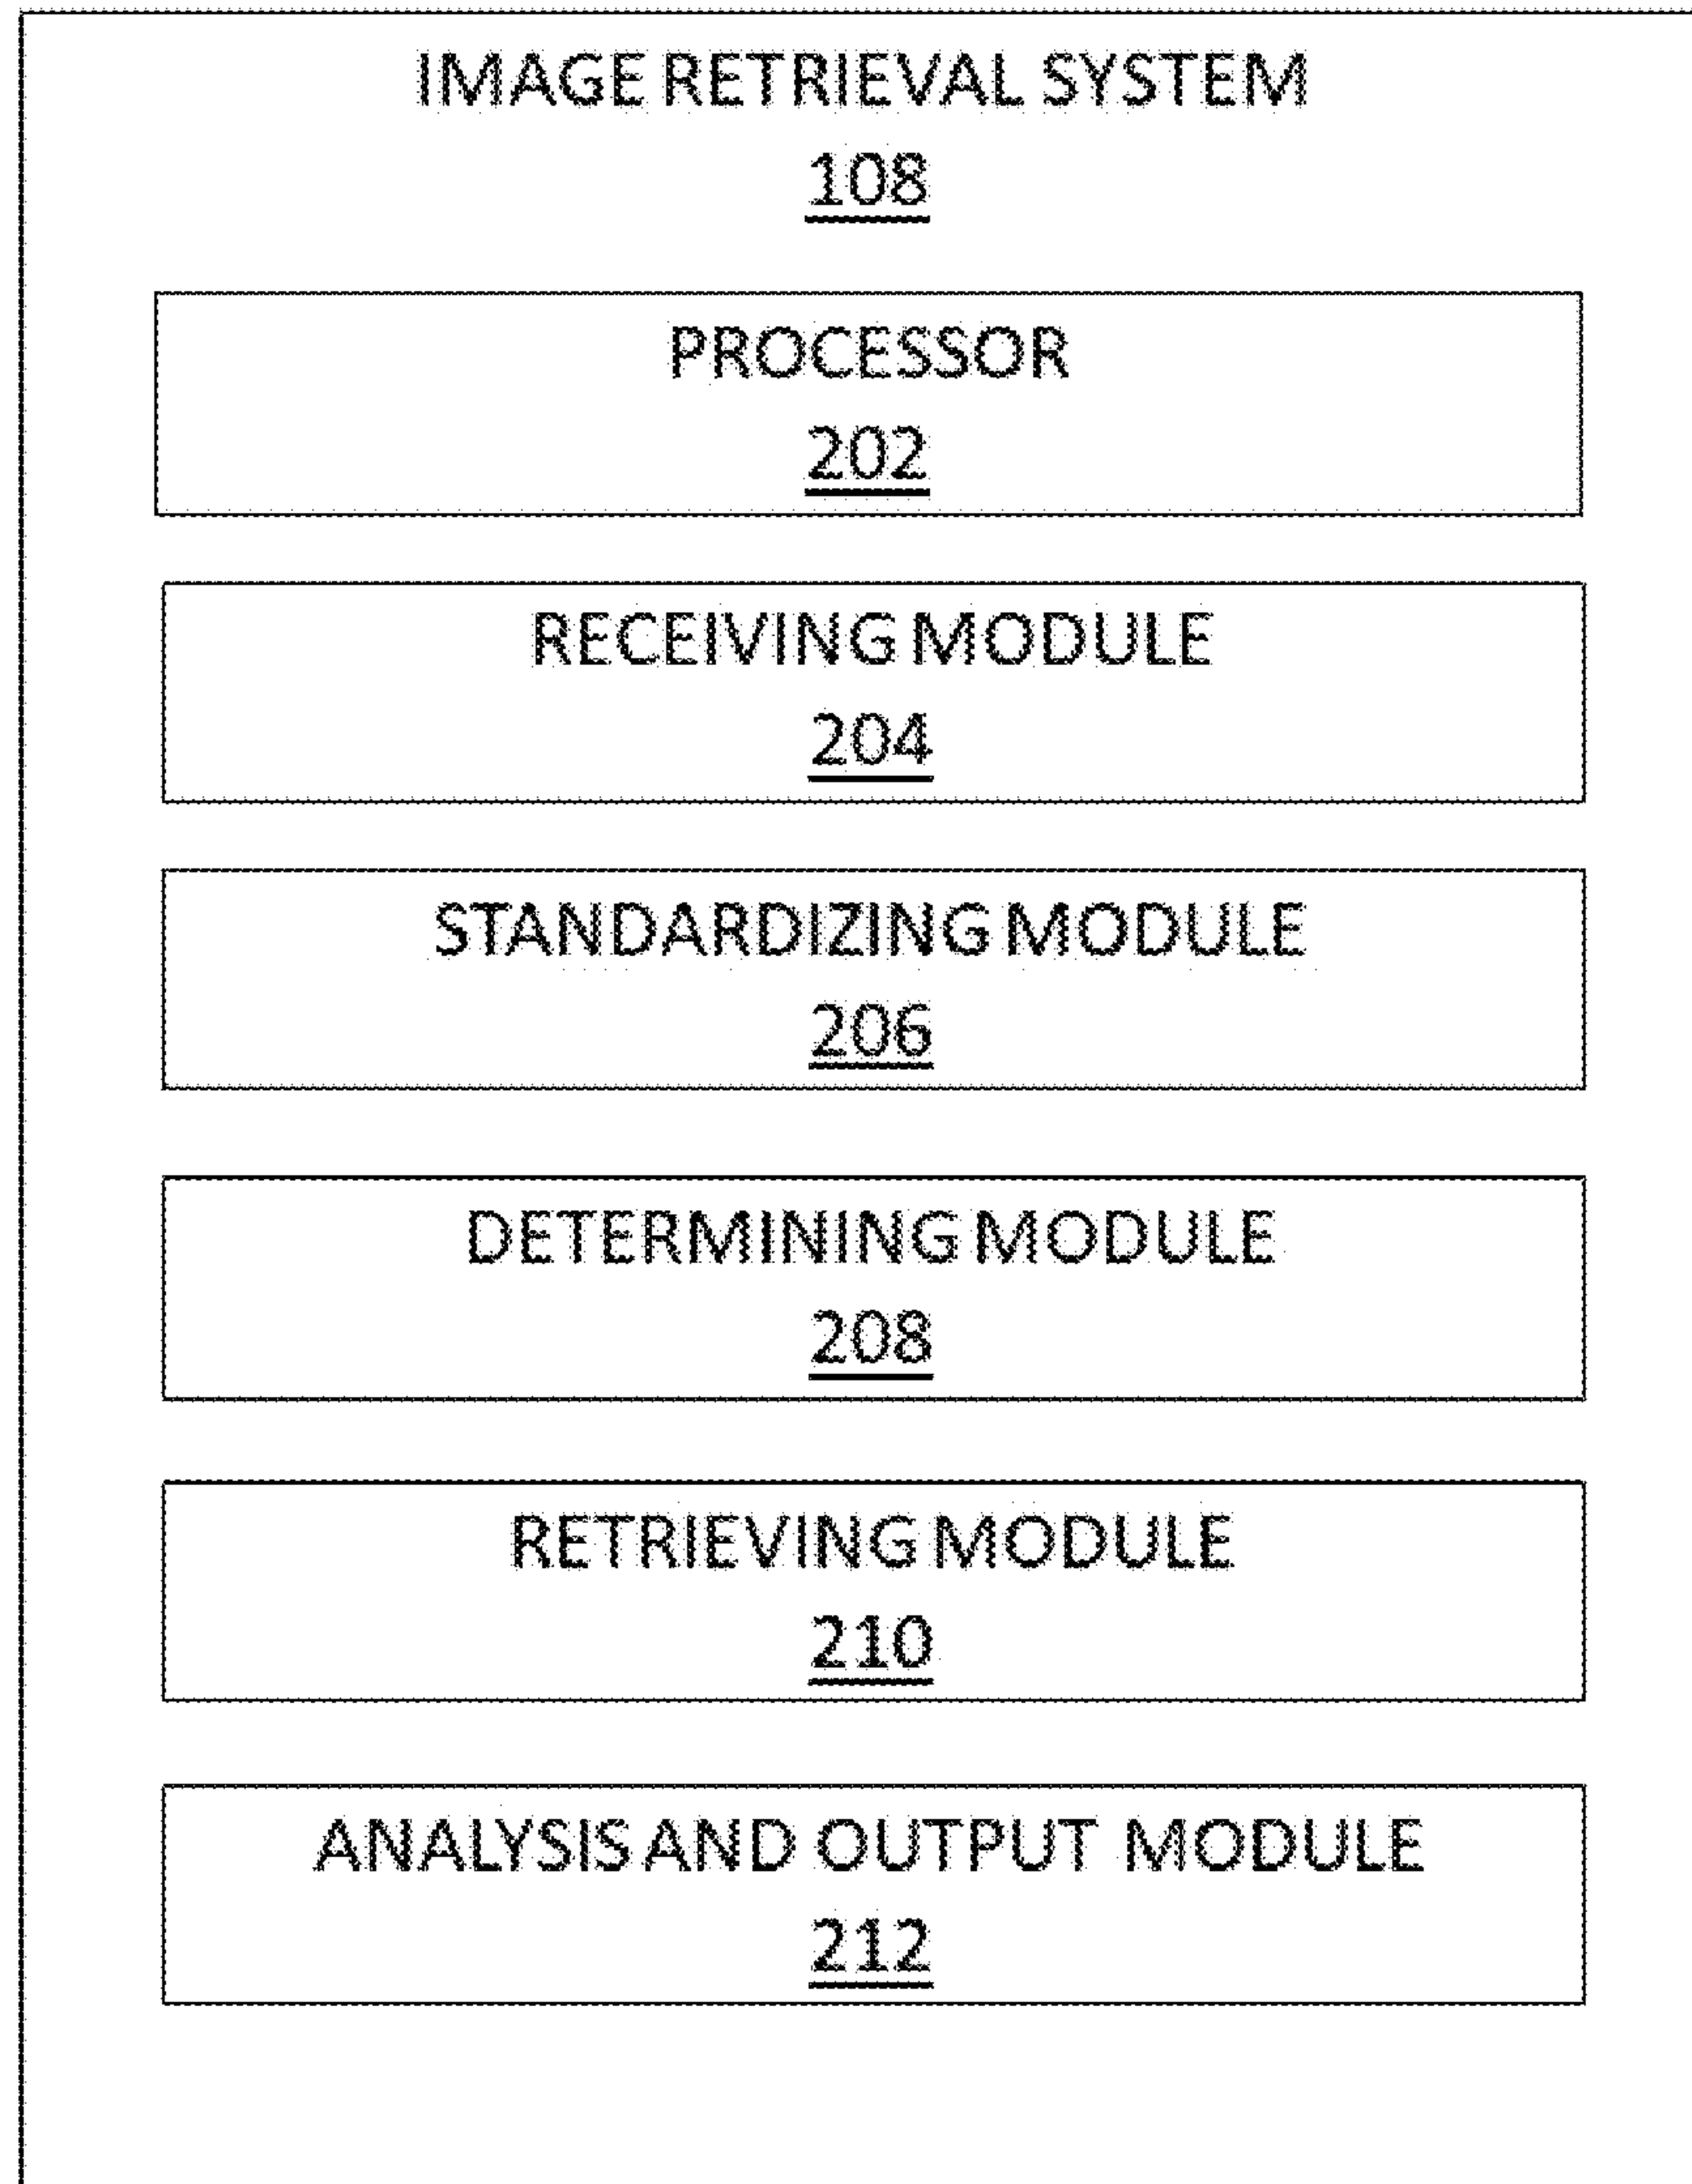 IMAGE RETRIEVAL SYSTEM
108
PROCESSOR
202
RECEIVING MODULE
204
STANDARDIZING MODULE
206
DETERMINING MODULE
208
RETRIEVING MODULE
210
ANALYSIS AND OUTPUT MODULE
212